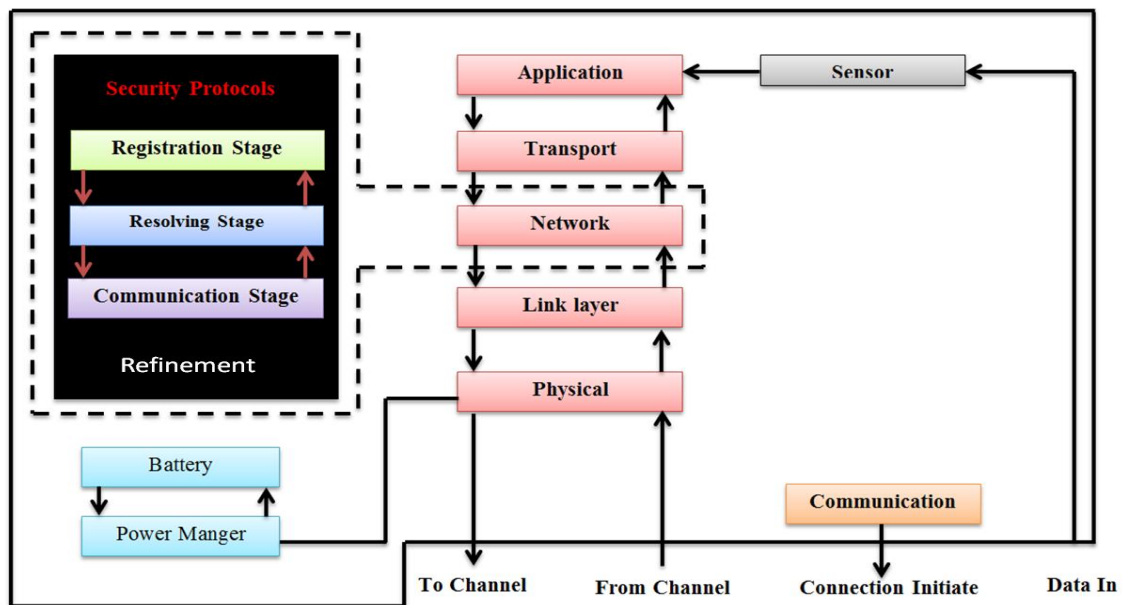 Security Protocols
Registration Stage
Resolving Stage
Communication Stage
Refinement
Application
Sensor
Transport
Network
Link layer
Physical
Battery
Power Manger
Communication
To Channel
From Channel
Connection Initiate
Data In